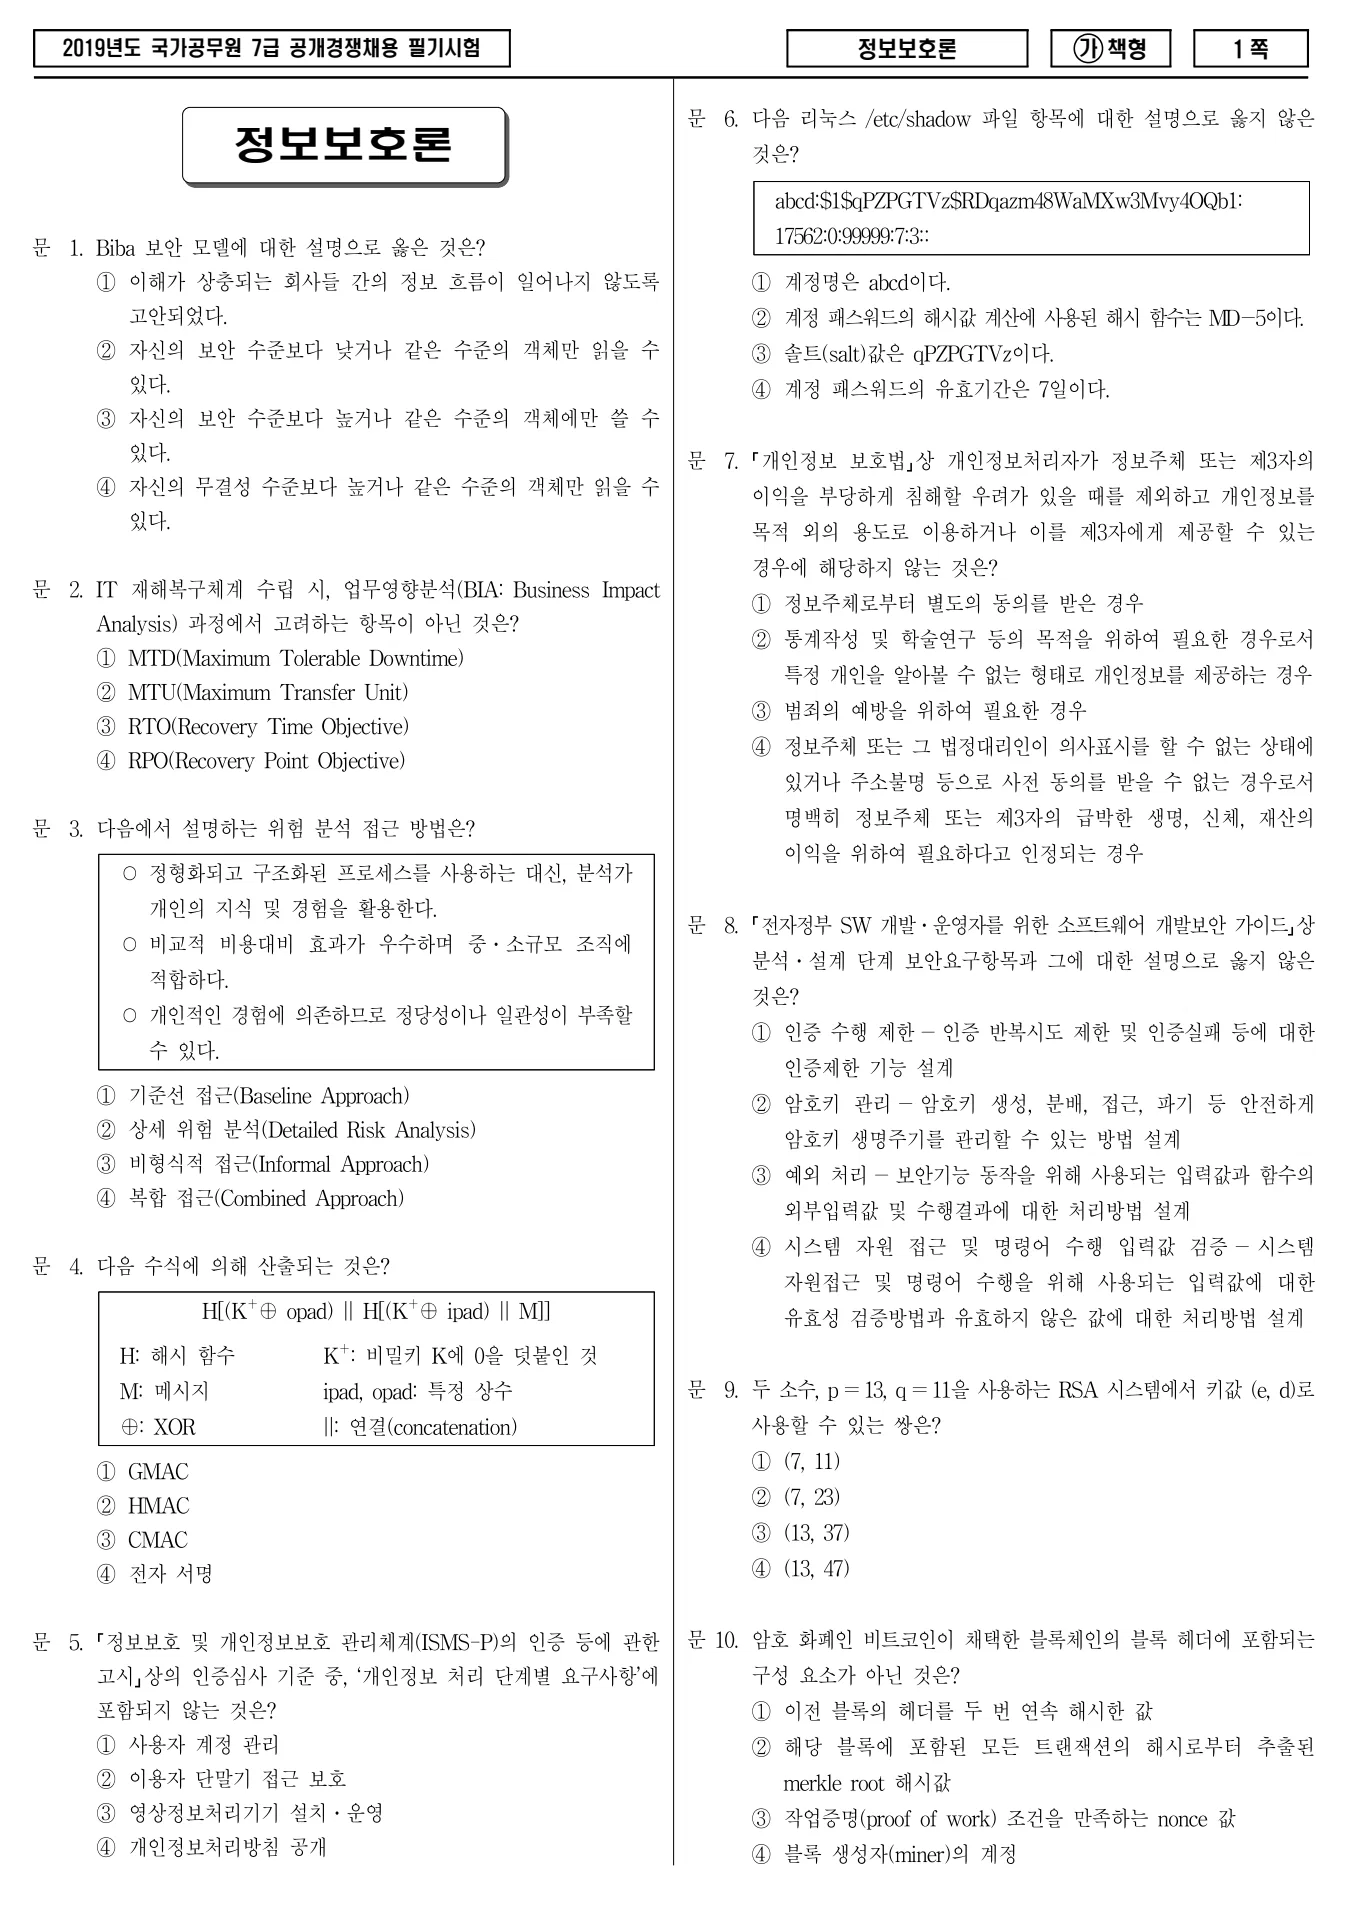 2019년도 국가공무원 7급 공개경쟁채용 필기시험
정보보호론
㉮ 책형
1 쪽
정보보호론
문 1. Biba 보안 모델에 대한 설명으로 옳은 것은?
① 이해가 상충되는 회사들 간의 정보 흐름이 일어나지 않도록
고안되었다.
② 자신의 보안 수준보다 낮거나 같은 수준의 객체만 읽을 수
있다.
③ 자신의 보안 수준보다 높거나 같은 수준의 객체에만 쓸 수
있다.
④ 자신의 무결성 수준보다 높거나 같은 수준의 객체만 읽을 수
있다.
문 2. IT 재해복구체계 수립 시, 업무영향분석(BIA: Business Impact
Analysis) 과정에서 고려하는 항목이 아닌 것은?
① MTD(Maximum Tolerable Downtime)
② MTU(Maximum Transfer Unit)
③ RTO(Recovery Time Objective)
④ RPO(Recovery Point Objective)
문 3. 다음에서 설명하는 위험 분석 접근 방법은?
○ 정형화되고 구조화된 프로세스를 사용하는 대신, 분석가
개인의 지식 및 경험을 활용한다.
○ 비교적 비용대비 효과가 우수하며 중·소규모 조직에
적합하다.
○ 개인적인 경험에 의존하므로 정당성이나 일관성이 부족할
수 있다.
① 기준선 접근(Baseline Approach)
② 상세 위험 분석(Detailed Risk Analysis)
③ 비형식적 접근(Informal Approach)
④ 복합 접근(Combined Approach)
문 4. 다음 수식에 의해 산출되는 것은?
H[(K⁺⊕ opad) || H[(K⁺⊕ ipad) || M]]
H: 해시 함수 K⁺: 비밀키 K에 0을 덧붙인 것
M: 메시지 ipad, opad: 특정 상수
⊕: XOR ||: 연결(concatenation)
① GMAC
② HMAC
③ CMAC
④ 전자 서명
문 5. 「정보보호 및 개인정보보호 관리체계(ISMS-P)의 인증 등에 관한
고시」상의 인증심사 기준 중, ‘개인정보 처리 단계별 요구사항’에
포함되지 않는 것은?
① 사용자 계정 관리
② 이용자 단말기 접근 보호
③ 영상정보처리기기 설치·운영
④ 개인정보처리방침 공개
문 6. 다음 리눅스 /etc/shadow 파일 항목에 대한 설명으로 옳지 않은
것은?
abcd:$1$qPZPGTVz$RDqazm48WaMXw3Mvy4OQb1:
17562:0:99999:7:3::
① 계정명은 abcd이다.
② 계정 패스워드의 해시값 계산에 사용된 해시 함수는 MD-5이다.
③ 솔트(salt)값은 qPZPGTVz이다.
④ 계정 패스워드의 유효기간은 7일이다.
문 7. 「개인정보 보호법」상 개인정보처리자가 정보주체 또는 제3자의
이익을 부당하게 침해할 우려가 있을 때를 제외하고 개인정보를
목적 외의 용도로 이용하거나 이를 제3자에게 제공할 수 있는
경우에 해당하지 않는 것은?
① 정보주체로부터 별도의 동의를 받은 경우
② 통계작성 및 학술연구 등의 목적을 위하여 필요한 경우로서
특정 개인을 알아볼 수 없는 형태로 개인정보를 제공하는 경우
③ 범죄의 예방을 위하여 필요한 경우
④ 정보주체 또는 그 법정대리인이 의사표시를 할 수 없는 상태에
있거나 주소불명 등으로 사전 동의를 받을 수 없는 경우로서
명백히 정보주체 또는 제3자의 급박한 생명, 신체, 재산의
이익을 위하여 필요하다고 인정되는 경우
문 8. 「전자정부 SW 개발·운영자를 위한 소프트웨어 개발보안 가이드」상
분석·설계 단계 보안요구항목과 그에 대한 설명으로 옳지 않은
것은?
① 인증 수행 제한 – 인증 반복시도 제한 및 인증실패 등에 대한
인증제한 기능 설계
② 암호키 관리 – 암호키 생성, 분배, 접근, 파기 등 안전하게
암호키 생명주기를 관리할 수 있는 방법 설계
③ 예외 처리 – 보안기능 동작을 위해 사용되는 입력값과 함수의
외부입력값 및 수행결과에 대한 처리방법 설계
④ 시스템 자원 접근 및 명령어 수행 입력값 검증 – 시스템
자원접근 및 명령어 수행을 위해 사용되는 입력값에 대한
유효성 검증방법과 유효하지 않은 값에 대한 처리방법 설계
문 9. 두 소수, p = 13, q = 11을 사용하는 RSA 시스템에서 키값 (e, d)로
사용할 수 있는 쌍은?
① (7, 11)
② (7, 23)
③ (13, 37)
④ (13, 47)
문 10. 암호 화폐인 비트코인이 채택한 블록체인의 블록 헤더에 포함되는
구성 요소가 아닌 것은?
① 이전 블록의 헤더를 두 번 연속 해시한 값
② 해당 블록에 포함된 모든 트랜잭션의 해시로부터 추출된
merkle root 해시값
③ 작업증명(proof of work) 조건을 만족하는 nonce 값
④ 블록 생성자(miner)의 계정